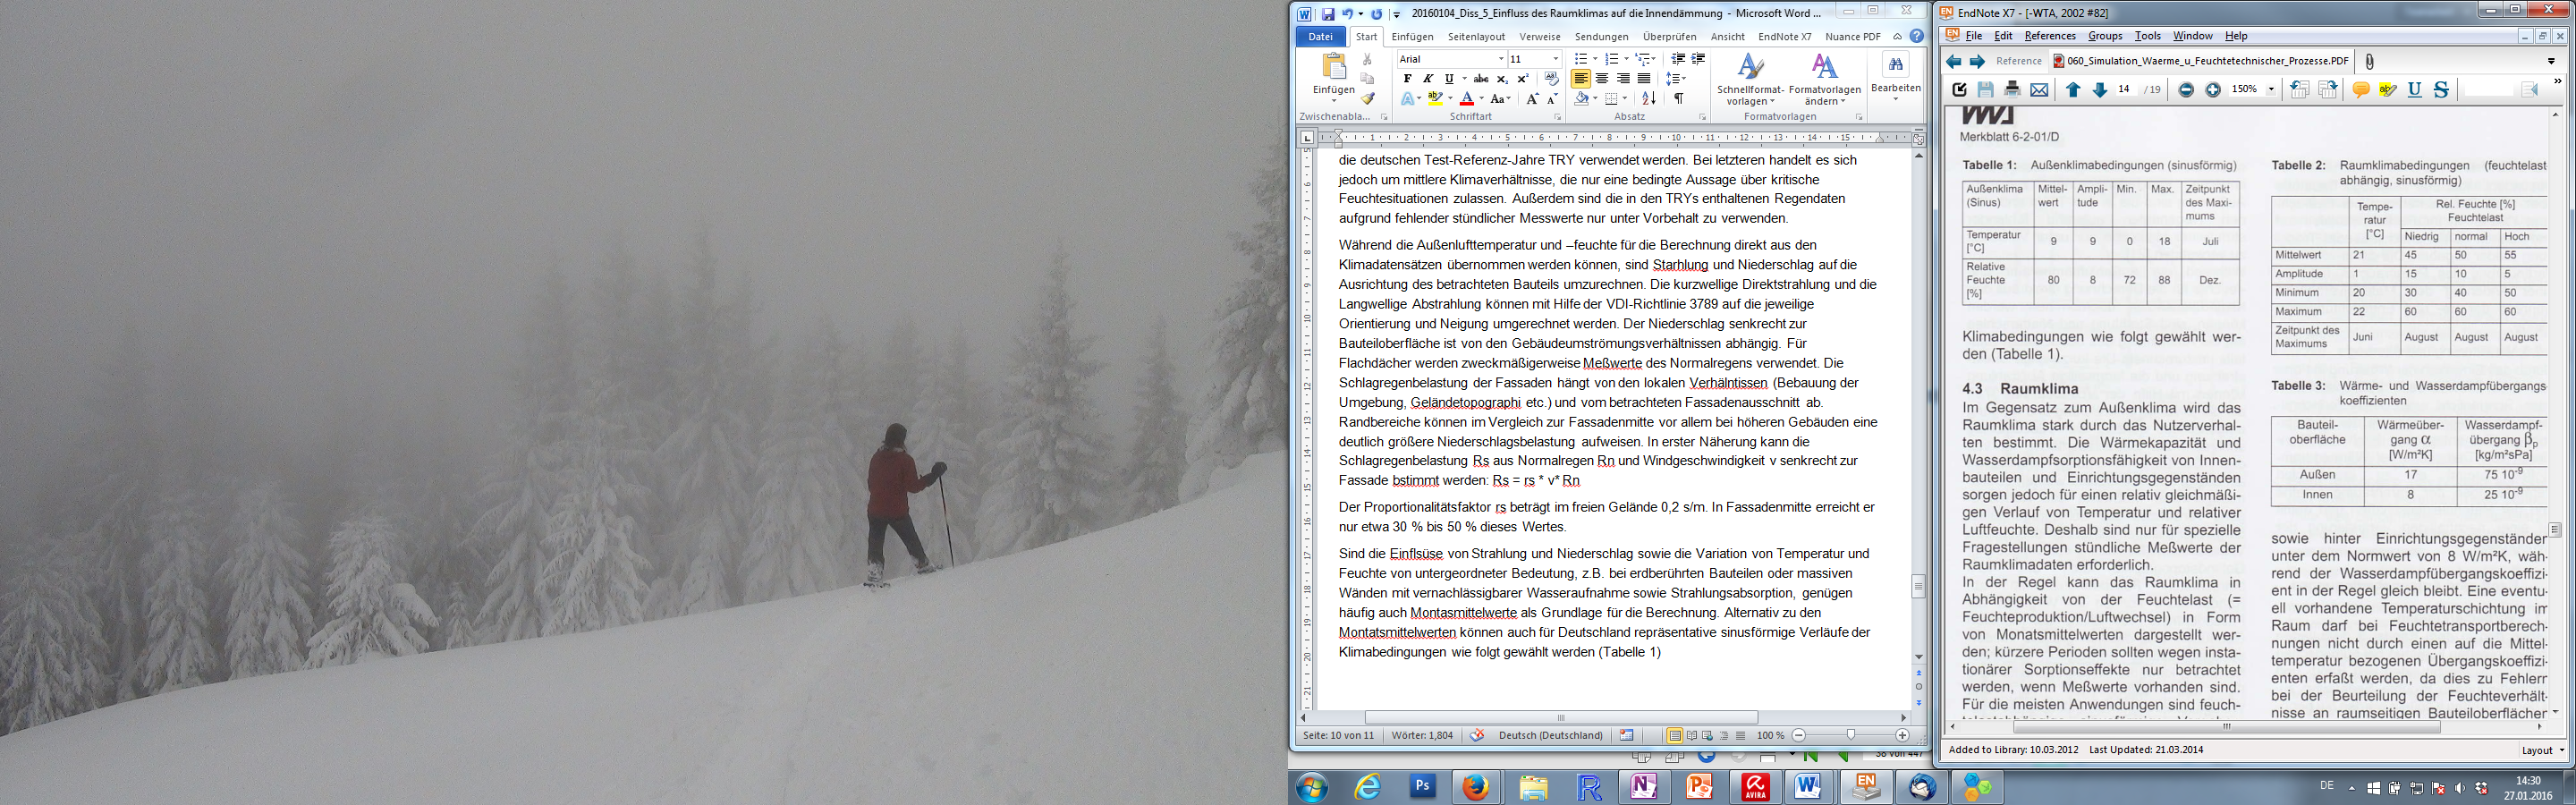 20160104_Diss_5_Einfluss des Raumklimas auf die Innendämmung - Microsoft Word ...
Datei Start Einfügen Seitenlayout Verweise Sendungen Überprüfen Ansicht EndNote X7 Nuance PDF
Arial 11
Einfügen
Schnellformat-
vorlagen
Formatvorlagen
ändern
Bearbeiten
Zwischenabla... Schriftart Absatz Formatvorlagen
die deutschen Test-Referenz-Jahre TRY verwendet werden. Bei letzteren handelt es sich
jedoch um mittlere Klimaverhältnisse, die nur eine bedingte Aussage über kritische
Feuchtesituationen zulassen. Außerdem sind die in den TRYs enthaltenen Regendaten
aufgrund fehlender stündlicher Messwerte nur unter Vorbehalt zu verwenden.
Während die Außenlufttemperatur und –feuchte für die Berechnung direkt aus den
Klimadatensätzen übernommen werden können, sind Starhlung und Niederschlag auf die
Ausrichtung des betrachteten Bauteils umzurechnen. Die kurzwellige Direktstrahlung und die
Langwellige Abstrahlung können mit Hilfe der VDI-Richtlinie 3789 auf die jeweilige
Orientierung und Neigung umgerechnet werden. Der Niederschlag senkrecht zur
Bauteiloberfläche ist von den Gebäudeumströmungsverhältnissen abhängig. Für
Flachdächer werden zweckmäßigerweise Meßwerte des Normalregens verwendet. Die
Schlagregenbelastung der Fassaden hängt von den lokalen Verhälntissen (Bebauung der
Umgebung, Geländetopographi etc.) und vom betrachteten Fassadenausschnitt ab.
Randbereiche können im Vergleich zur Fassadenmitte vor allem bei höheren Gebäuden eine
deutlich größere Niederschlagsbelastung aufweisen. In erster Näherung kann die
Schlagregenbelastung Rs aus Normalregen Rn und Windgeschwindigkeit v senkrecht zur
Fassade bstimmt werden: Rs = rs * v* Rn
Der Proportionalitätsfaktor rs beträgt im freien Gelände 0,2 s/m. In Fassadenmitte erreicht er
nur etwa 30 % bis 50 % dieses Wertes.
Sind die Einflsüse von Strahlung und Niederschlag sowie die Variation von Temperatur und
Feuchte von untergeordneter Bedeutung, z.B. bei erdberührten Bauteilen oder massiven
Wänden mit vernachlässigbarer Wasseraufnahme sowie Strahlungsabsorption, genügen
häufig auch Montasmittelwerte als Grundlage für die Berechnung. Alternativ zu den
Montatsmittelwerten können auch für Deutschland repräsentative sinusförmige Verläufe der
Klimabedingungen wie folgt gewählt werden (Tabelle 1)
Seite: 10 von 11 Wörter: 1,804 Deutsch (Deutschland) 100 %
EndNote X7 - [-WTA, 2002 #82]
File Edit References Groups Tools Window Help
Reference 060_Simulation_Waerme_u_Feuchtetechnischer_Prozesse.PDF
14 / 19 150%
Merkblatt 6-2-01/D
Tabelle 1: Außenklimabedingungen (sinusförmig)
Außenklima (Sinus) Mittel-wert Ampli-tude Min. Max. Zeitpunkt des Maxi-mums
Temperatur [°C] 9 9 0 18 Juli
Relative Feuchte [%] 80 8 72 88 Dez.
Klimabedingungen wie folgt gewählt wer-
den (Tabelle 1).
4.3 Raumklima
Im Gegensatz zum Außenklima wird das
Raumklima stark durch das Nutzerverhal-
ten bestimmt. Die Wärmekapazität und
Wasserdampfsorptionsfähigkeit von Innen-
bauteilen und Einrichtungsgegenständen
sorgen jedoch für einen relativ gleichmäßi-
gen Verlauf von Temperatur und relativer
Luftfeuchte. Deshalb sind nur für spezielle
Fragestellungen stündliche Meßwerte der
Raumklimadaten erforderlich.
In der Regel kann das Raumklima in
Abhängigkeit von der Feuchtelast (=
Feuchteproduktion/Luftwechsel) in Form
von Monatsmittelwerten dargestellt wer-
den; kürzere Perioden sollten wegen insta-
tionärer Sorptionseffekte nur betrachtet
werden, wenn Meßwerte vorhanden sind.
Für die meisten Anwendungen sind feuch-
Tabelle 2: Raumklimabedingungen (feuchtelast
abhängig, sinusförmig)
Tempe-ratur [°C] Rel. Feuchte [%] Feuchtelast
Niedrig normal Hoch
Mittelwert 21 45 50 55
Amplitude 1 15 10 5
Minimum 20 30 40 50
Maximum 22 60 60 60
Zeitpunkt des Maximums Juni August August August
Tabelle 3: Wärme- und Wasserdampfübergangs-
koeffizienten
Bauteil-oberfläche Wärmeüber-gang α [W/m²K] Wasserdampf-übergang βp [kg/m²sPa]
Außen 17 75 10-9
Innen 8 25 10-9
sowie hinter Einrichtungsgegenständen
unter dem Normwert von 8 W/m²K, wäh-
rend der Wasserdampfübergangskoeffizi-
ent in der Regel gleich bleibt. Eine eventu-
ell vorhandene Temperaturschichtung im
Raum darf bei Feuchtetransportberech-
nungen nicht durch einen auf die Mittel-
temperatur bezogenen Übergangskoeffizi-
enten erfaßt werden, da dies zu Fehlern
bei der Beurteilung der Feuchteverhält-
nisse an raumseitigen Bauteiloberflächen
Added to Library: 10.03.2012 Last Updated: 21.03.2014 Layout
DE 14:30
27.01.2016